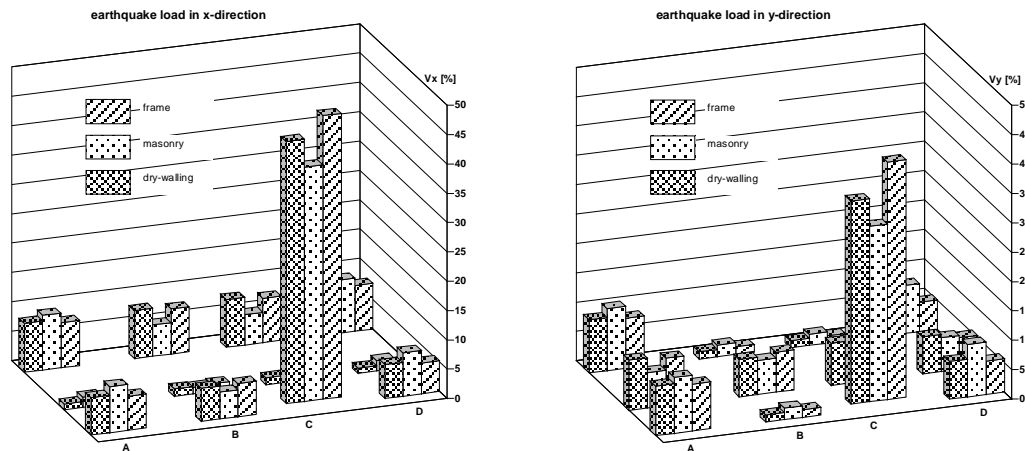 earthquake load in x-direction
Vx [%]
frame
masonry
dry-walling
50
45
40
35
30
25
20
15
10
5
0
A
B
C
D
earthquake load in y-direction
Vy [%]
frame
masonry
dry-walling
5
4
4
3
3
2
2
1
1
5
0
A
B
C
D